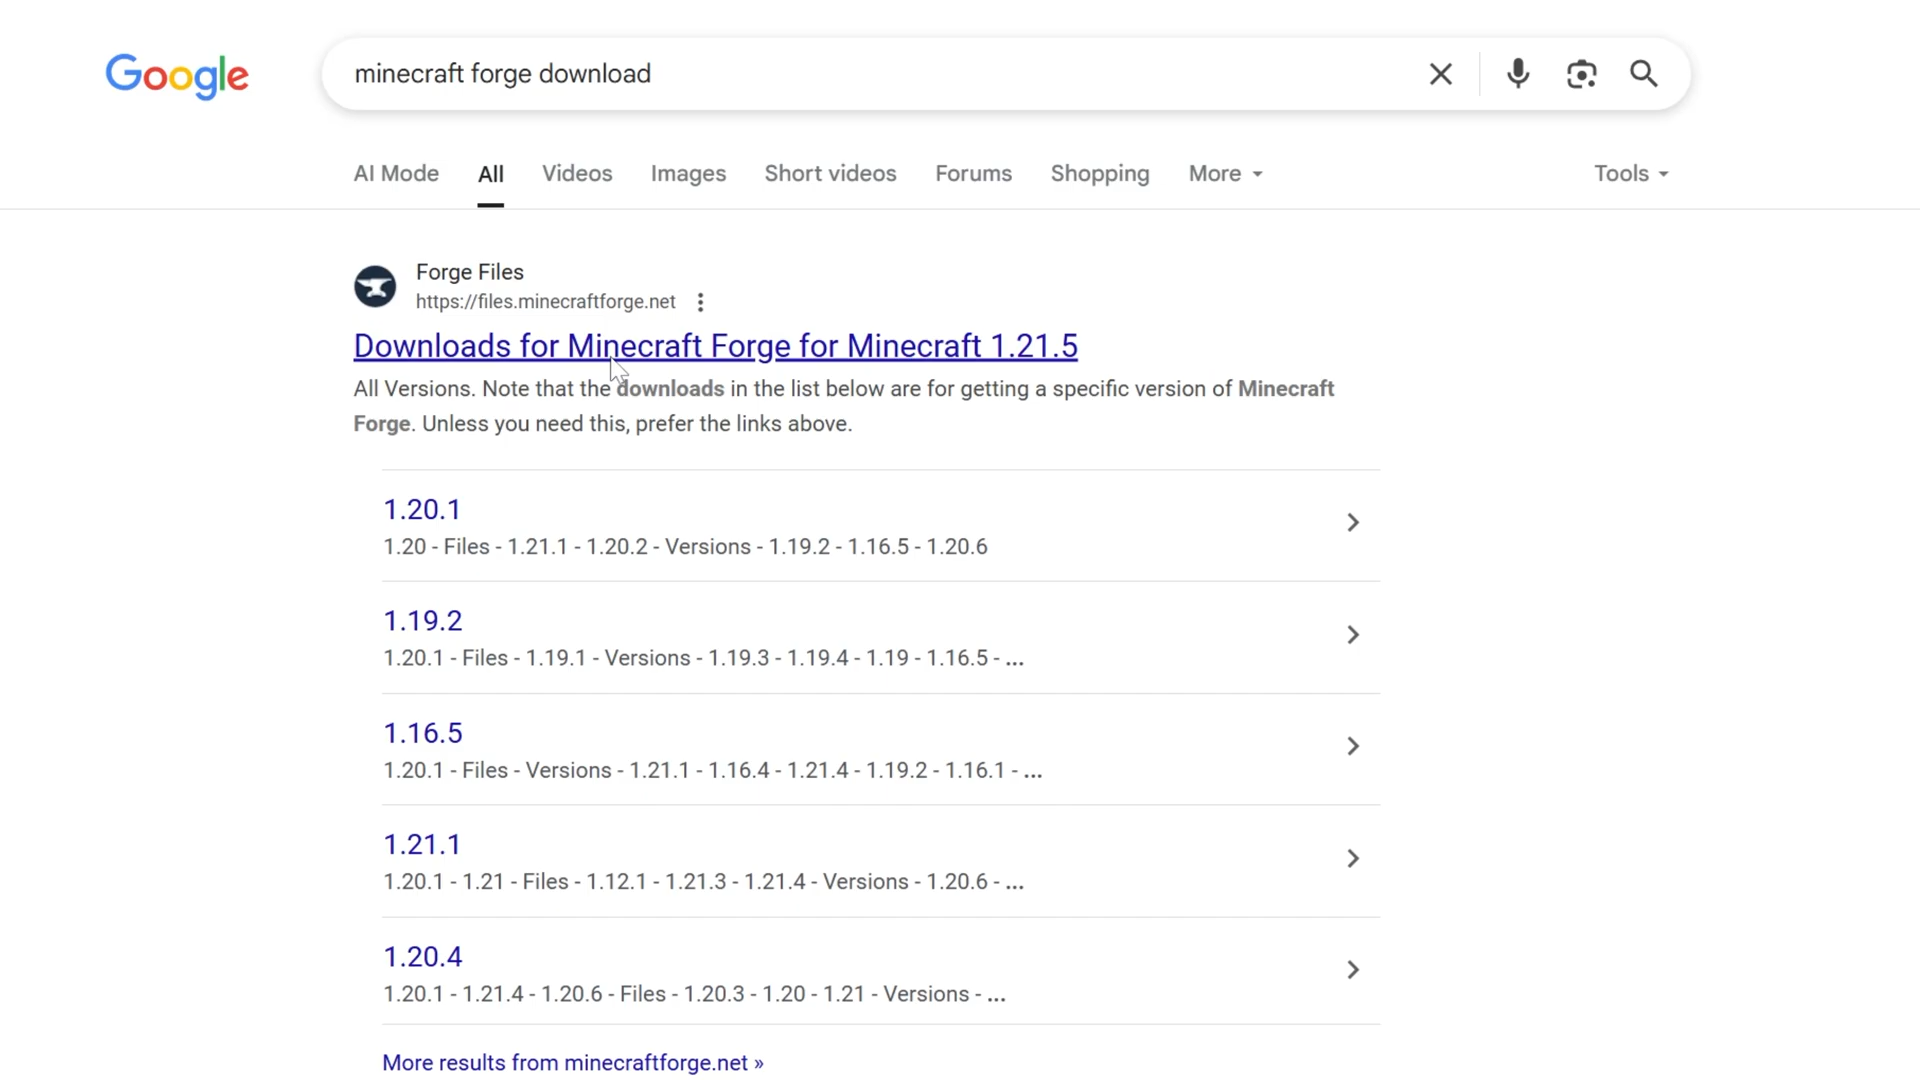 Google
minecraft forge download
AI Mode All Videos Images Short videos Forums Shopping More Tools
Forge Files
https://files.minecraftforge.net
Downloads for Minecraft Forge for Minecraft 1.21.5
All Versions. Note that the downloads in the list below are for getting a specific version of Minecraft
Forge. Unless you need this, prefer the links above.
1.20.1
1.20 - Files - 1.21.1 - 1.20.2 - Versions - 1.19.2 - 1.16.5 - 1.20.6
1.19.2
1.20.1 - Files - 1.19.1 - Versions - 1.19.3 - 1.19.4 - 1.19 - 1.16.5 - ...
1.16.5
1.20.1 - Files - Versions - 1.21.1 - 1.16.4 - 1.21.4 - 1.19.2 - 1.16.1 - ...
1.21.1
1.20.1 - 1.21 - Files - 1.12.1 - 1.21.3 - 1.21.4 - Versions - 1.20.6 - ...
1.20.4
1.20.1 - 1.21.4 - 1.20.6 - Files - 1.20.3 - 1.20 - 1.21 - Versions - ...
More results from minecraftforge.net »